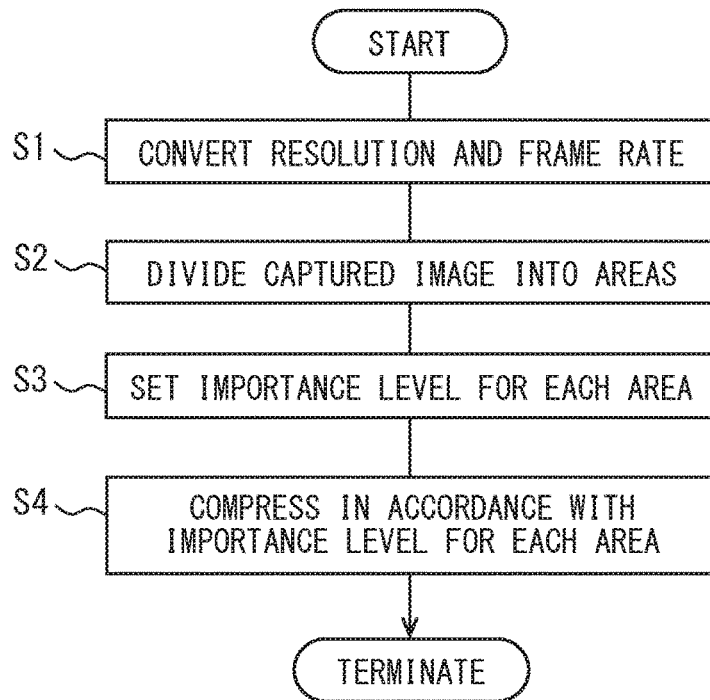 START
S1 CONVERT RESOLUTION AND FRAME RATE
S2 DIVIDE CAPTURED IMAGE INTO AREAS
S3 SET IMPORTANCE LEVEL FOR EACH AREA
S4 COMPRESS IN ACCORDANCE WITH
IMPORTANCE LEVEL FOR EACH AREA
TERMINATE